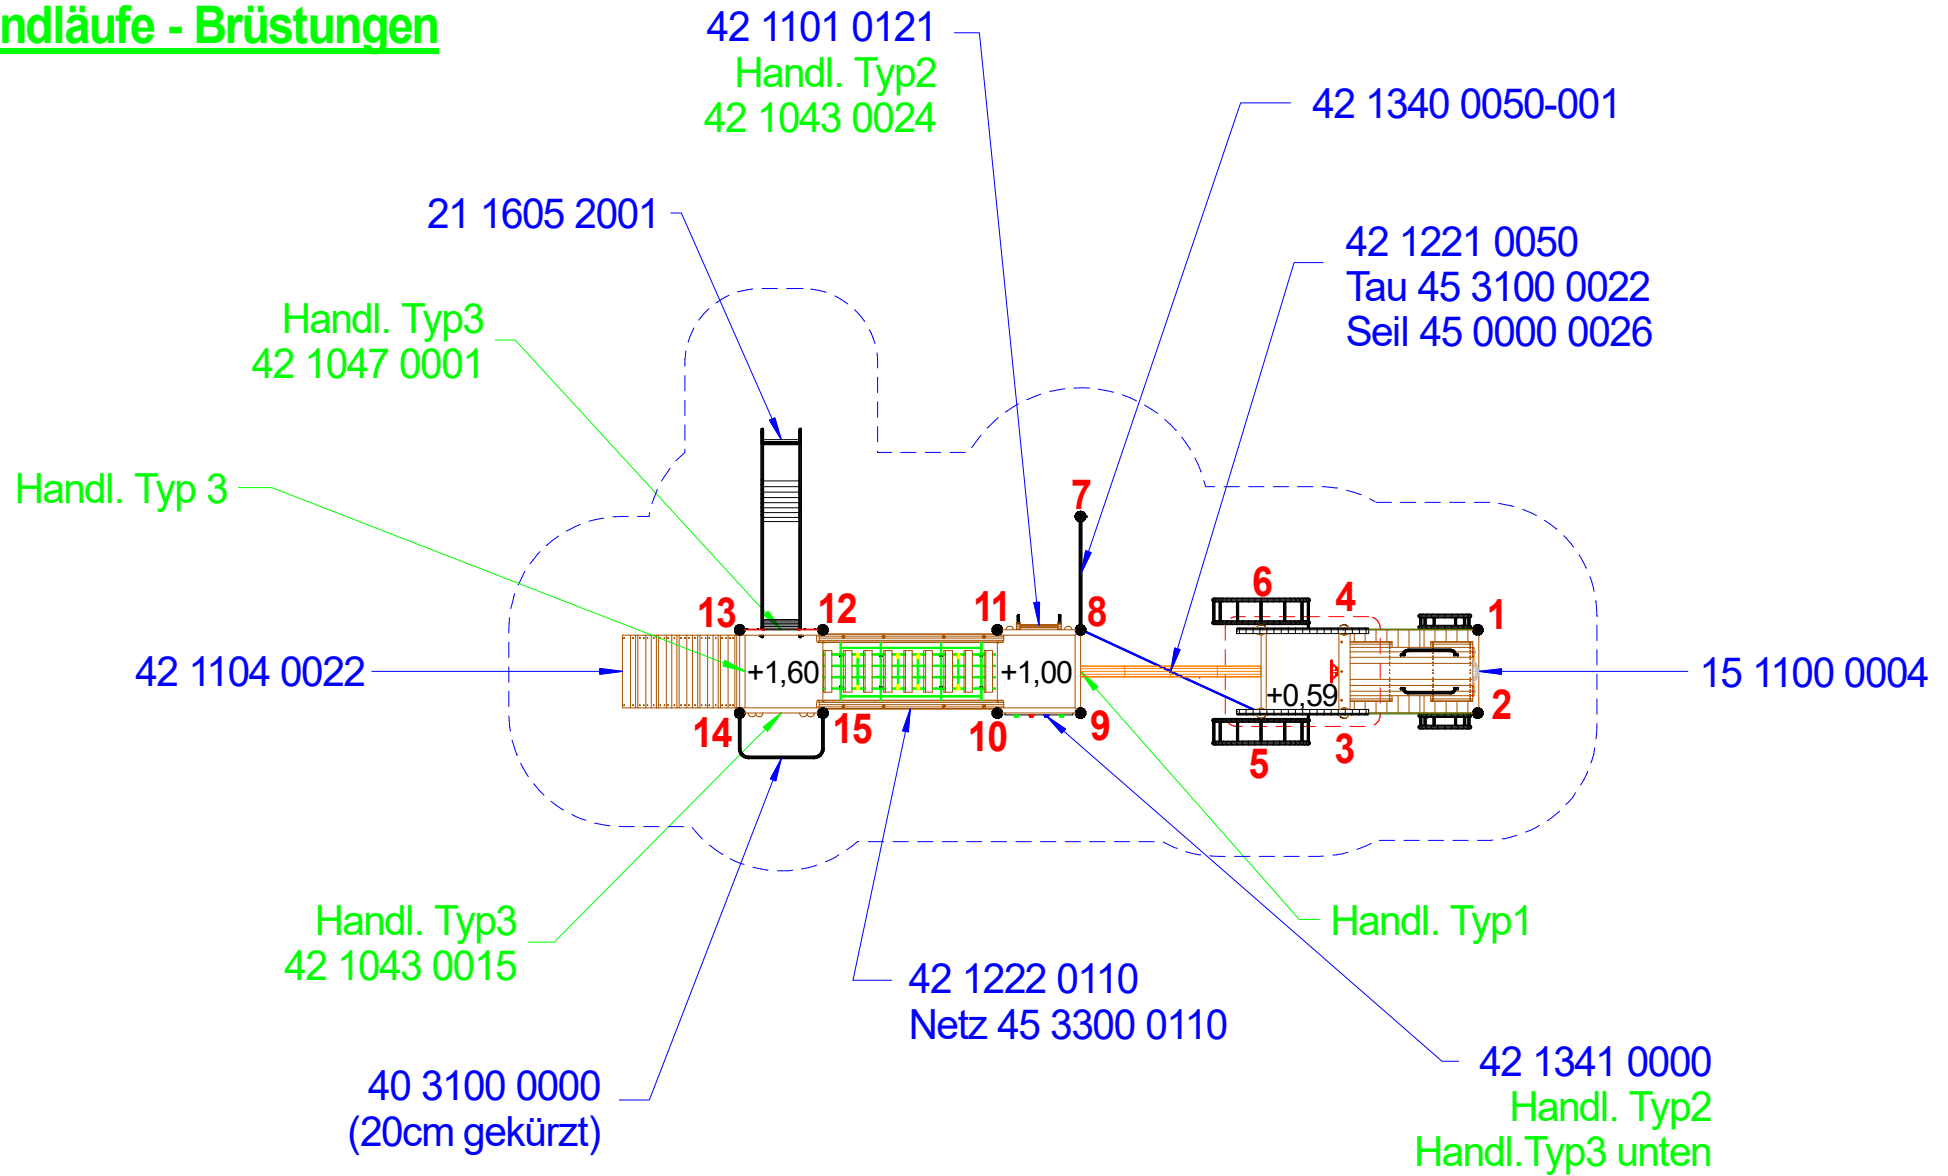 ndläufe - Brüstungen
42 1101 0121
Handl. Typ2
42 1043 0024
42 1340 0050-001
21 1605 2001
42 1221 0050
Tau 45 3100 0022
Seil 45 0000 0026
Handl. Typ3
42 1047 0001
Handl. Typ 3
7
6
4
1
13
12
11
8
42 1104 0022
+1,60
+1,00
+0,59
15 1100 0004
14
15
10
9
5
3
2
Handl. Typ3
42 1043 0015
Handl. Typ1
42 1222 0110
Netz 45 3300 0110
40 3100 0000
(20cm gekürzt)
42 1341 0000
Handl. Typ2
Handl.Typ3 unten